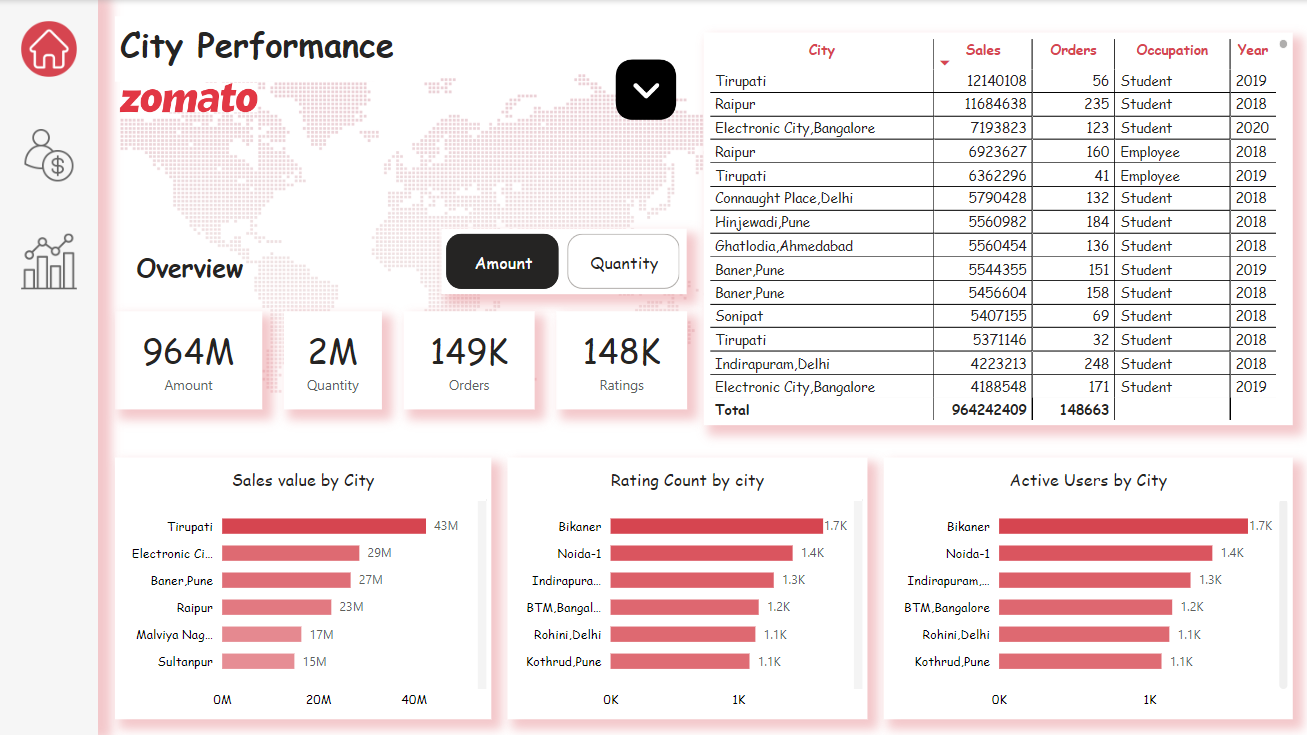 City Performance
zomato
Overview
Amount Quantity
964M
Amount
2M
Quantity
149K
Orders
148K
Ratings
City Sales Orders Occupation Year
Tirupati 12140108 56 Student 2019
Raipur 11684638 235 Student 2018
Electronic City,Bangalore 7193823 123 Student 2020
Raipur 6923627 160 Employee 2018
Tirupati 6362296 41 Employee 2019
Connaught Place,Delhi 5790428 132 Student 2018
Hinjewadi,Pune 5560982 184 Student 2018
Ghatlodia,Ahmedabad 5560454 136 Student 2018
Baner,Pune 5544355 151 Student 2019
Baner,Pune 5456604 158 Student 2018
Sonipat 5407155 69 Student 2018
Tirupati 5371146 32 Student 2018
Indirapuram,Delhi 4223213 248 Student 2018
Electronic City,Bangalore 4188548 171 Student 2019
Total 964242409 148663
Sales value by City
Tirupati 43M
Electronic Ci... 29M
Baner,Pune 27M
Raipur 23M
Malviya Nag... 17M
Sultanpur 15M
0M 20M 40M
Rating Count by city
Bikaner 1.7K
Noida-1 1.4K
Indirapura... 1.3K
BTM,Bangal... 1.2K
Rohini,Delhi 1.1K
Kothrud,Pune 1.1K
0K 1K
Active Users by City
Bikaner 1.7K
Noida-1 1.4K
Indirapuram,... 1.3K
BTM,Bangalore 1.2K
Rohini,Delhi 1.1K
Kothrud,Pune 1.1K
0K 1K